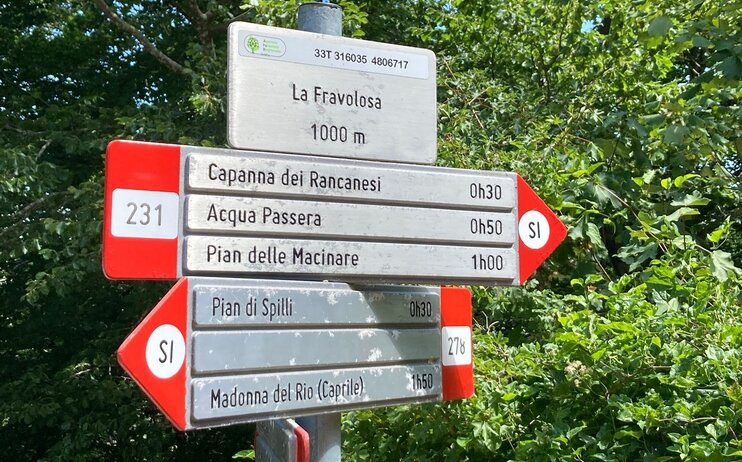 33T 316035 4806717
La Fravolosa
1000 m
231
Capanna dei Rancanesi 0h30
Acqua Passera 0h50
Pian delle Macinare 1h00
SI
SI
Pian di Spilli 0h30
278
Madonna del Rio (Caprile) 1h50